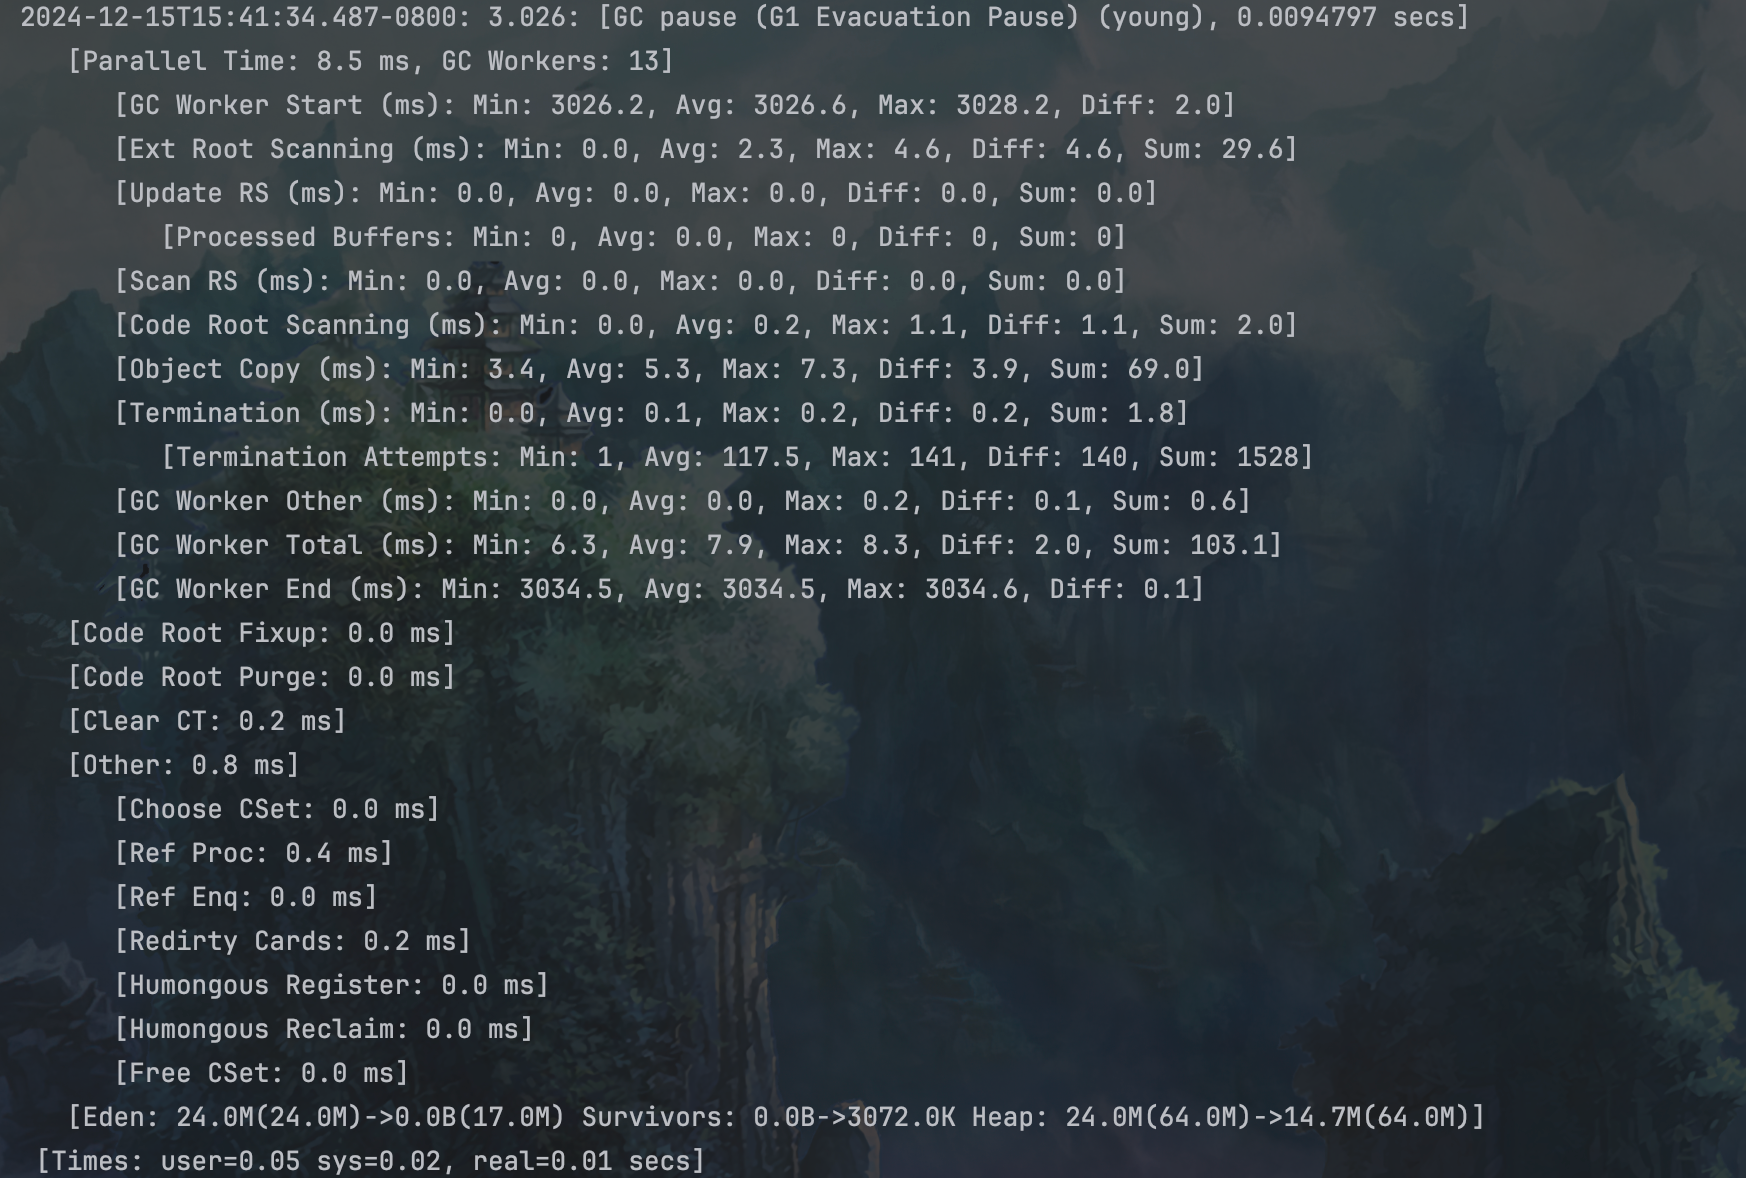 2024-12-15T15:41:34.487-0800: 3.026: [GC pause (G1 Evacuation Pause) (young), 0.0094797 secs]
[Parallel Time: 8.5 ms, GC Workers: 13]
[GC Worker Start (ms): Min: 3026.2, Avg: 3026.6, Max: 3028.2, Diff: 2.0]
[Ext Root Scanning (ms): Min: 0.0, Avg: 2.3, Max: 4.6, Diff: 4.6, Sum: 29.6]
[Update RS (ms): Min: 0.0, Avg: 0.0, Max: 0.0, Diff: 0.0, Sum: 0.0]
[Processed Buffers: Min: 0, Avg: 0.0, Max: 0, Diff: 0, Sum: 0]
[Scan RS (ms): Min: 0.0, Avg: 0.0, Max: 0.0, Diff: 0.0, Sum: 0.0]
[Code Root Scanning (ms): Min: 0.0, Avg: 0.2, Max: 1.1, Diff: 1.1, Sum: 2.0]
[Object Copy (ms): Min: 3.4, Avg: 5.3, Max: 7.3, Diff: 3.9, Sum: 69.0]
[Termination (ms): Min: 0.0, Avg: 0.1, Max: 0.2, Diff: 0.2, Sum: 1.8]
[Termination Attempts: Min: 1, Avg: 117.5, Max: 141, Diff: 140, Sum: 1528]
[GC Worker Other (ms): Min: 0.0, Avg: 0.0, Max: 0.2, Diff: 0.1, Sum: 0.6]
[GC Worker Total (ms): Min: 6.3, Avg: 7.9, Max: 8.3, Diff: 2.0, Sum: 103.1]
[GC Worker End (ms): Min: 3034.5, Avg: 3034.5, Max: 3034.6, Diff: 0.1]
[Code Root Fixup: 0.0 ms]
[Code Root Purge: 0.0 ms]
[Clear CT: 0.2 ms]
[Other: 0.8 ms]
[Choose CSet: 0.0 ms]
[Ref Proc: 0.4 ms]
[Ref Enq: 0.0 ms]
[Redirty Cards: 0.2 ms]
[Humongous Register: 0.0 ms]
[Humongous Reclaim: 0.0 ms]
[Free CSet: 0.0 ms]
[Eden: 24.0M(24.0M)->0.0B(17.0M) Survivors: 0.0B->3072.0K Heap: 24.0M(64.0M)->14.7M(64.0M)]
[Times: user=0.05 sys=0.02, real=0.01 secs]